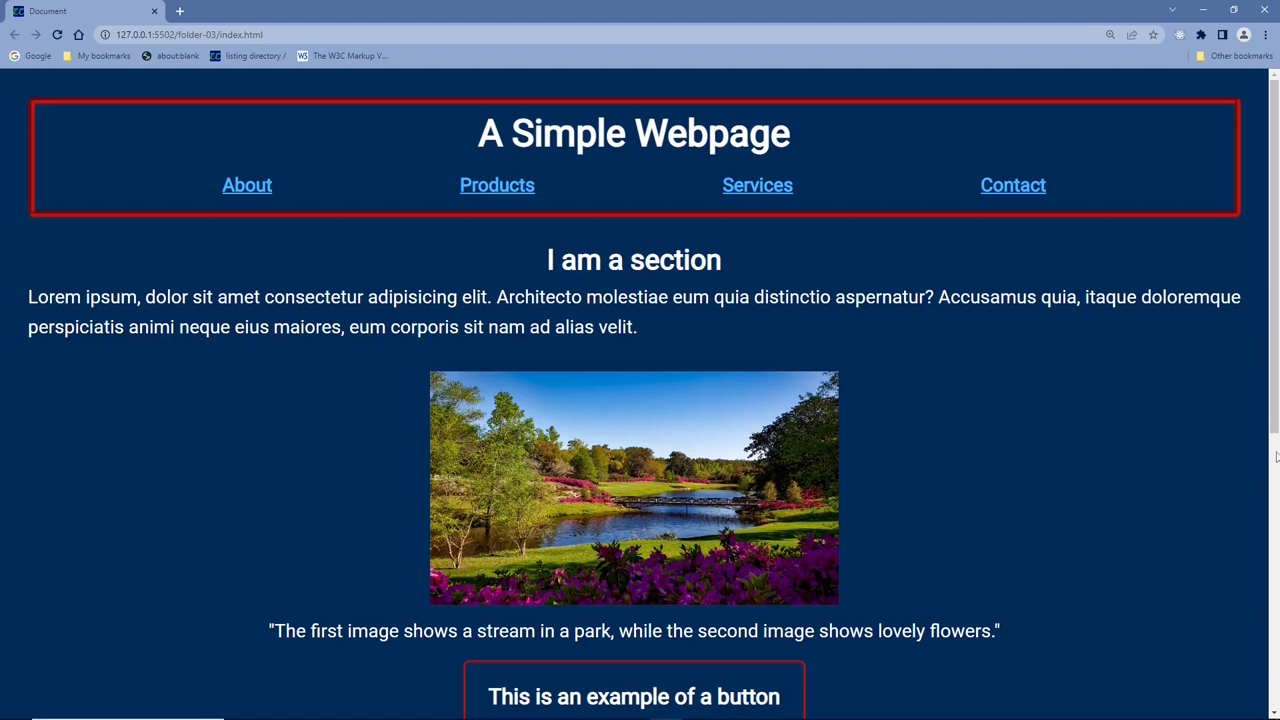 Document
127.0.0.1:5502/folder-03/index.html
Google My bookmarks about:blank listing directory / The W3C Markup V... Other bookmarks
A Simple Webpage
About Products Services Contact
I am a section
Lorem ipsum, dolor sit amet consectetur adipisicing elit. Architecto molestiae eum quia distinctio aspernatur? Accusamus quia, itaque doloremque
perspiciatis animi neque eius maiores, eum corporis sit nam ad alias velit.
"The first image shows a stream in a park, while the second image shows lovely flowers."
This is an example of a button